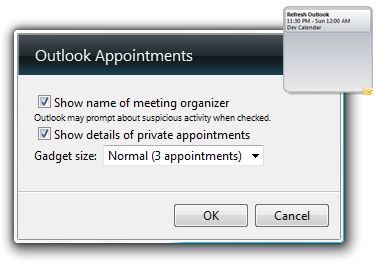 Refresh Outlook
11:30 PM - Sun 12:00 AM
Dev Calendar
Outlook Appointments
Show name of meeting organizer
Outlook may prompt about suspicious activity when checked.
Show details of private appointments
Gadget size: Normal (3 appointments)
OK Cancel